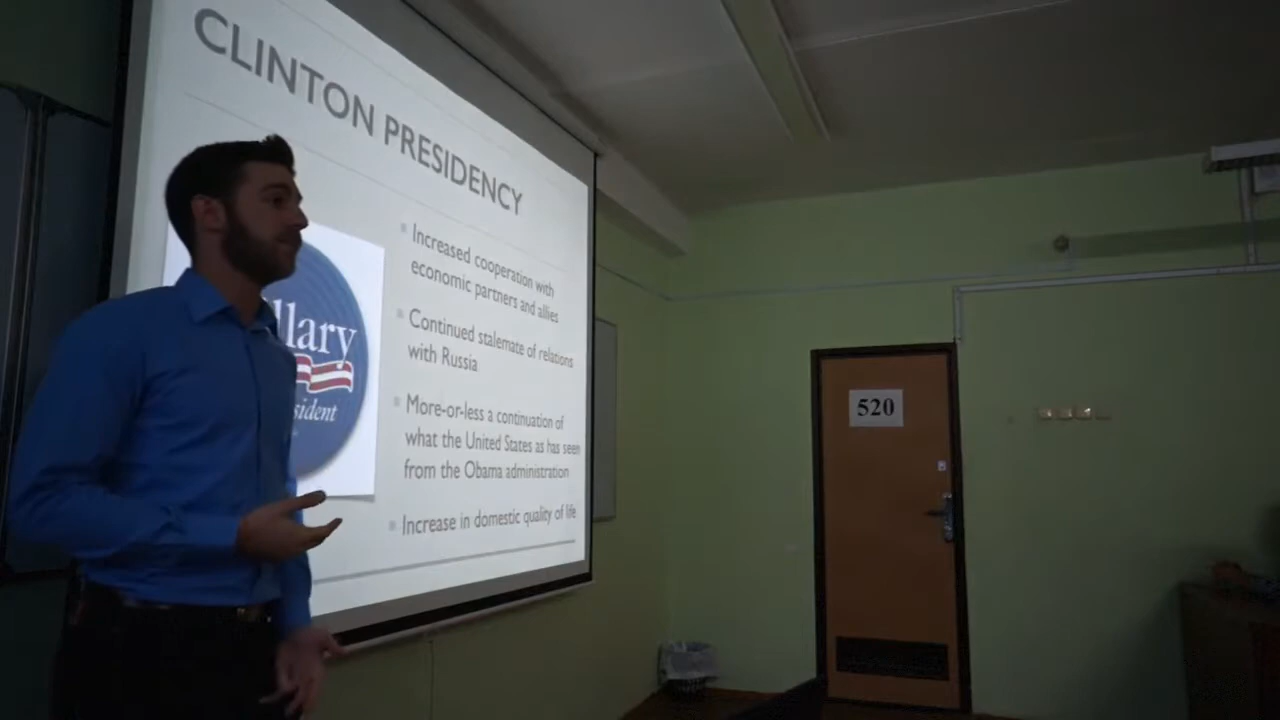 CLINTON PRESIDENCY
llary
sident
Increased cooperation with
economic partners and allies
Continued stalemate of relations
with Russia
More-or-less a continuation of
what the United States as has seen
from the Obama administration
Increase in domestic quality of life
520